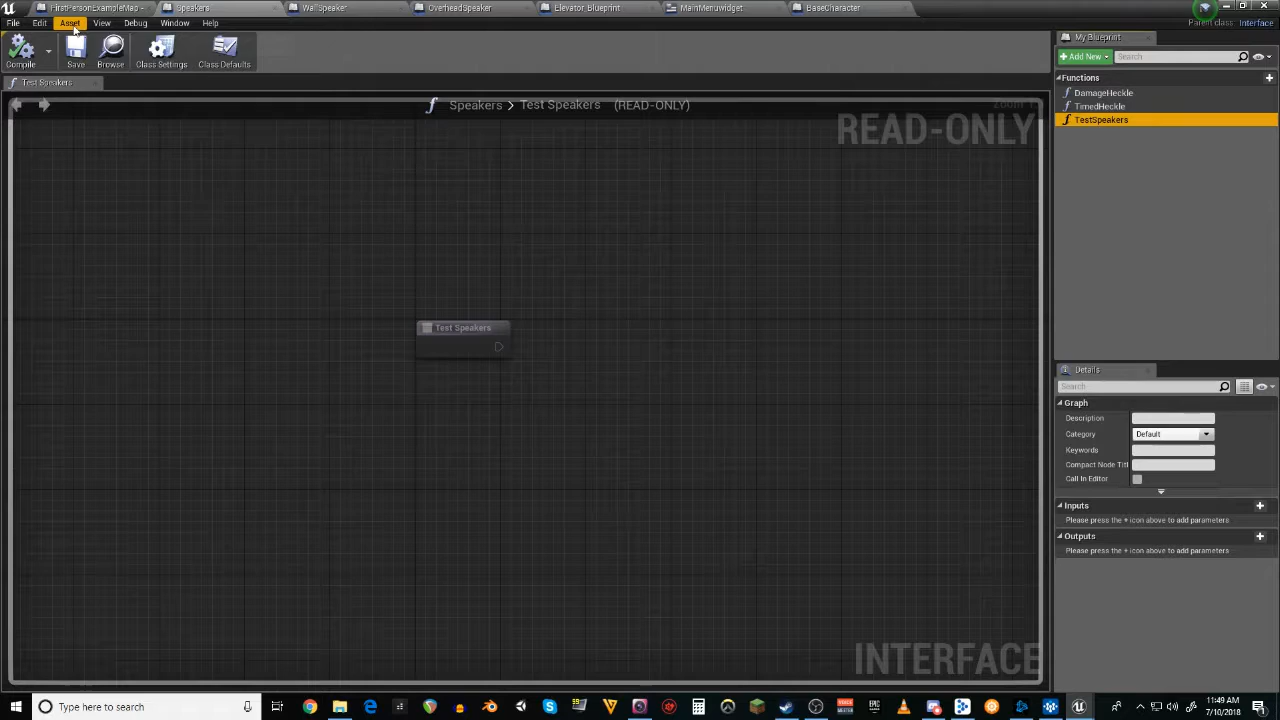 FirstPersonExampleMap
Speakers
WallSpeaker
OverheadSpeaker
Elevator_Blueprint
MainMenuwidget
BaseCharacter
File Edit Asset View Debug Window Help
Parent class: Interface
Compile
Save
Browse
Class Settings
Class Defaults
My Blueprint
+Add New
Search
Test Speakers
Functions
DamageHeckle
TimedHeckle
TestSpeakers
Speakers > Test Speakers (READ-ONLY)
READ-ONLY
Test Speakers
INTERFACE
Details
Search
Graph
Description
Category Default
Keywords
Compact Node Titl
Call In Editor
Inputs
Please press the + icon above to add parameters
Outputs
Please press the + icon above to add parameters
Type here to search
11:49 AM
7/10/2018